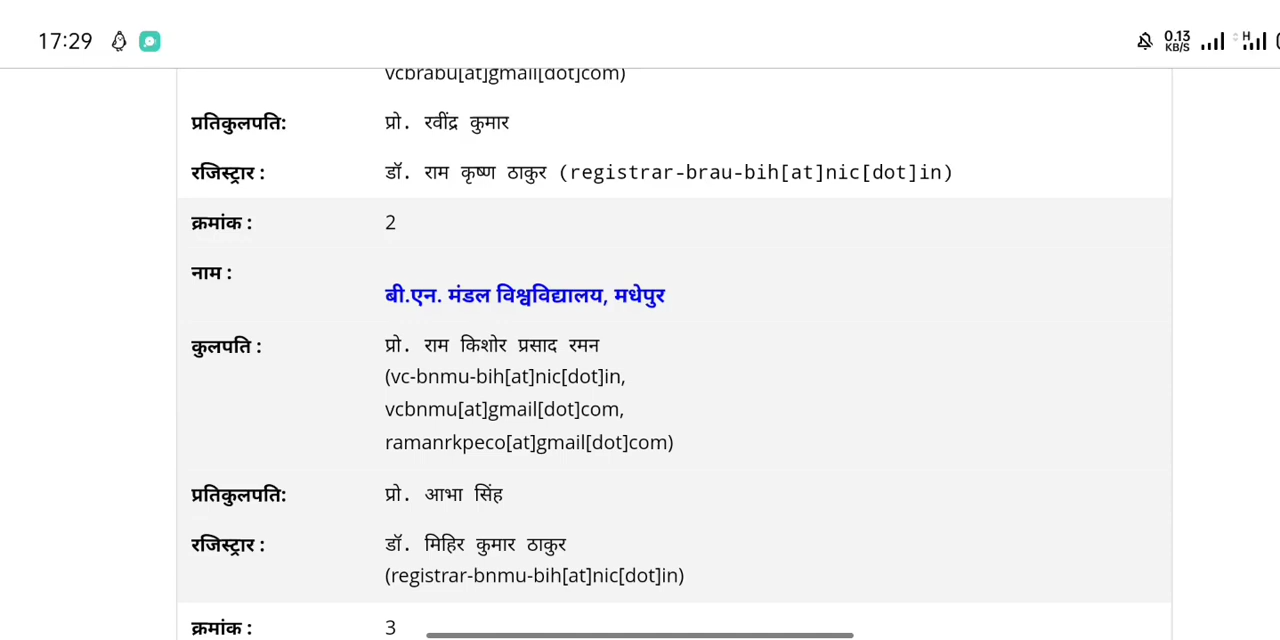 17:29 0.13 KB/S H
vcbrabu[at]gmail[dot]com)
प्रतिकुलपति: प्रो. रवींद्र कुमार
रजिस्ट्रार : डॉ. राम कृष्ण ठाकुर (registrar-brau-bih[at]nic[dot]in)
क्रमांक : 2
नाम :
बी.एन. मंडल विश्वविद्यालय, मधेपुर
कुलपति : प्रो. राम किशोर प्रसाद रमन
(vc-bnmu-bih[at]nic[dot]in,
vcbnmu[at]gmail[dot]com,
ramanrkpeco[at]gmail[dot]com)
प्रतिकुलपति: प्रो. आभा सिंह
रजिस्ट्रार : डॉ. मिहिर कुमार ठाकुर
(registrar-bnmu-bih[at]nic[dot]in)
क्रमांक : 3